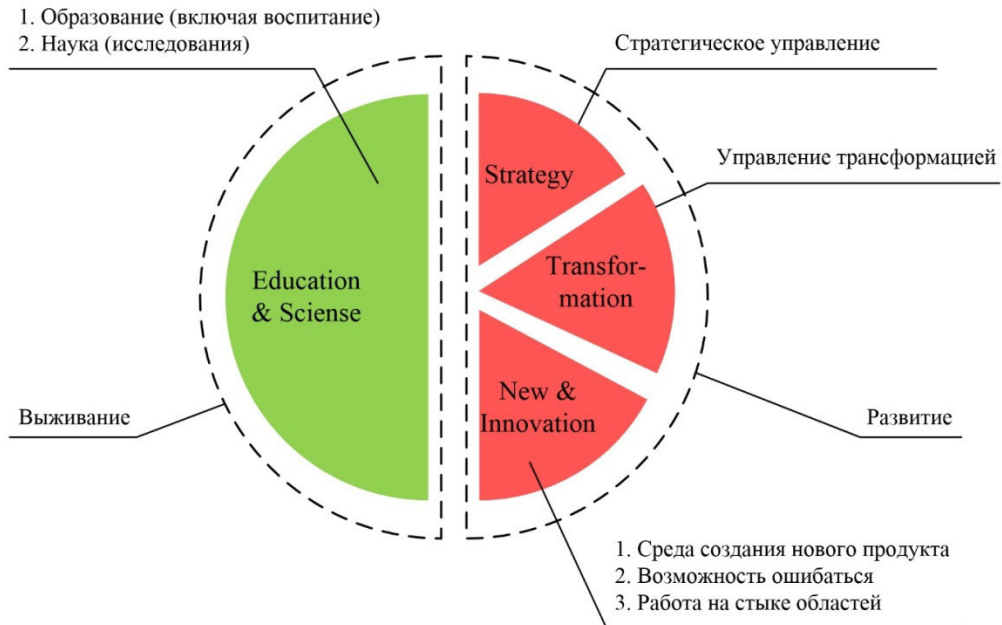 1. Образование (включая воспитание)
2. Наука (исследования)
Стратегическое управление
Управление трансформацией
Strategy
Transfor-
mation
Education
& Sciense
New &
Innovation
Выживание
Развитие
1. Среда создания нового продукта
2. Возможность ошибаться
3. Работа на стыке областей